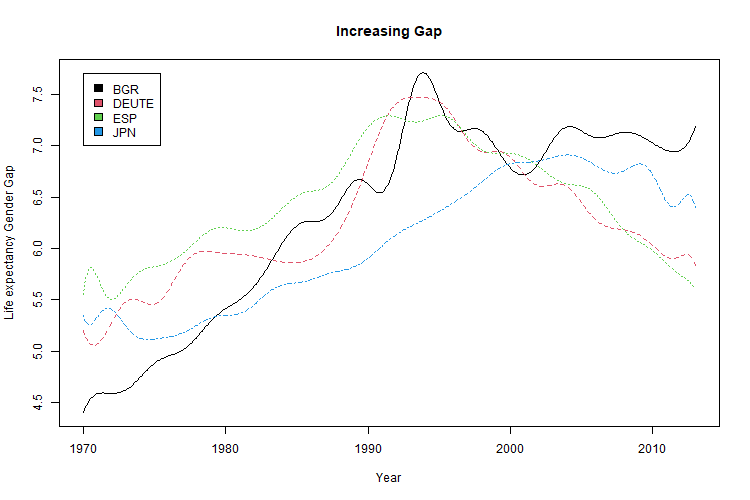 Increasing Gap
Life expectancy Gender Gap
7.5
7.0
6.5
6.0
5.5
5.0
4.5
BGR
DEUTE
ESP
JPN
1970 1980 1990 2000 2010
Year